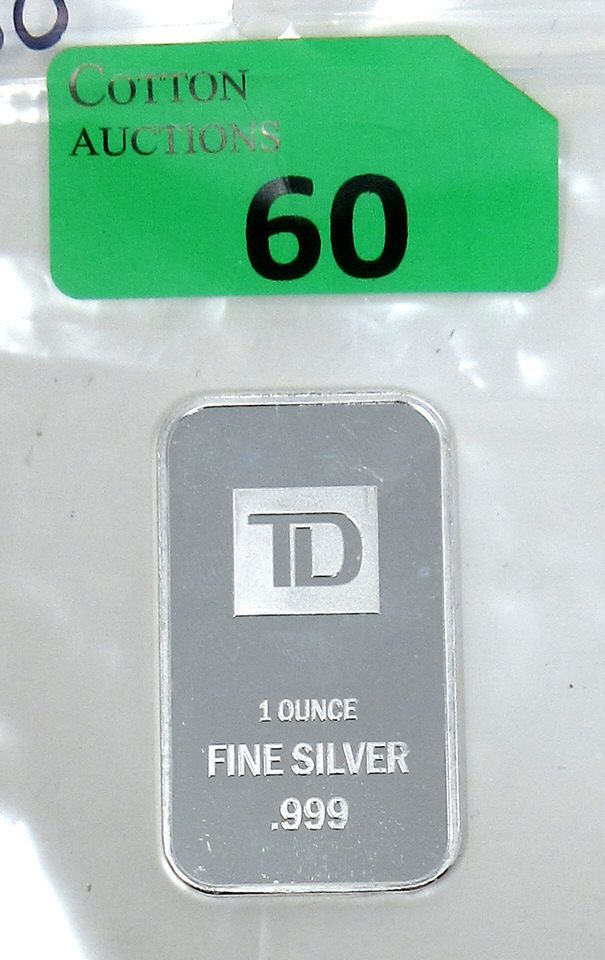 COTTON
AUCTIONS
60
TD
1 OUNCE
FINE SILVER
.999